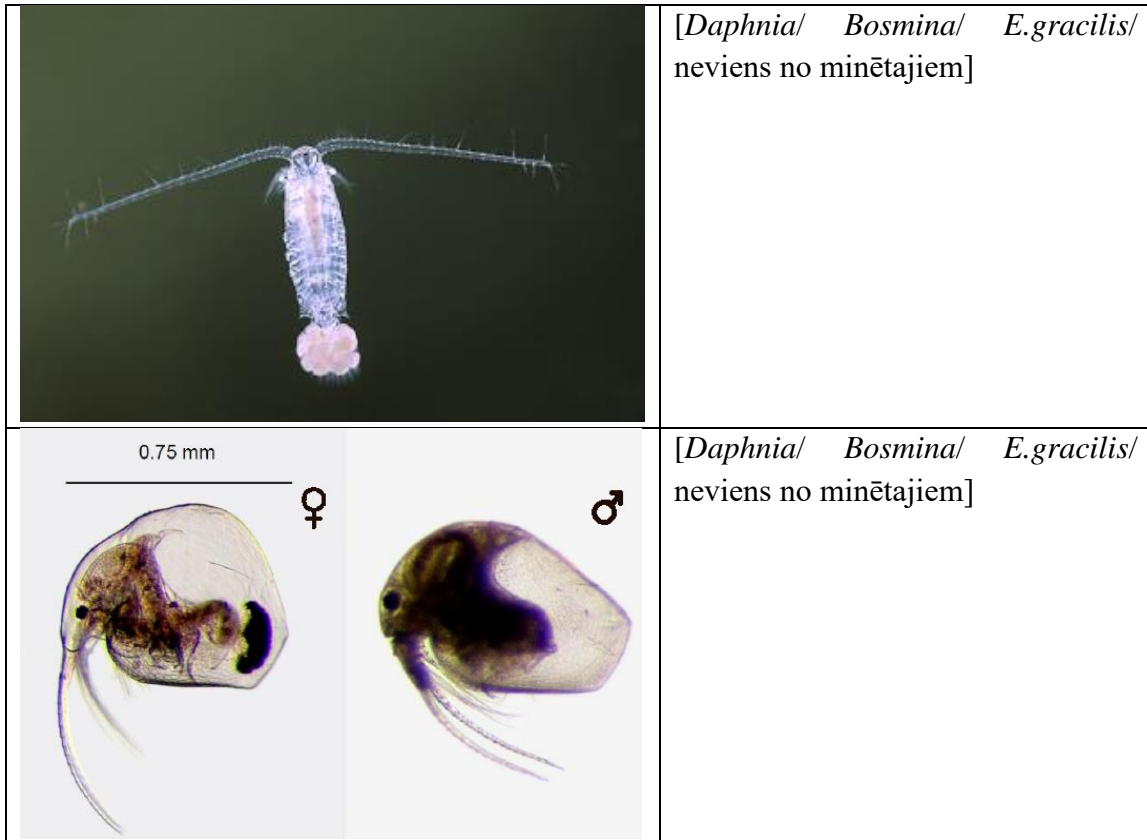 [Daphnia/ Bosmina/ E.gracilis/
neviens no minētajiem]
0.75 mm
♀
♂
[Daphnia/ Bosmina/ E.gracilis/
neviens no minētajiem]